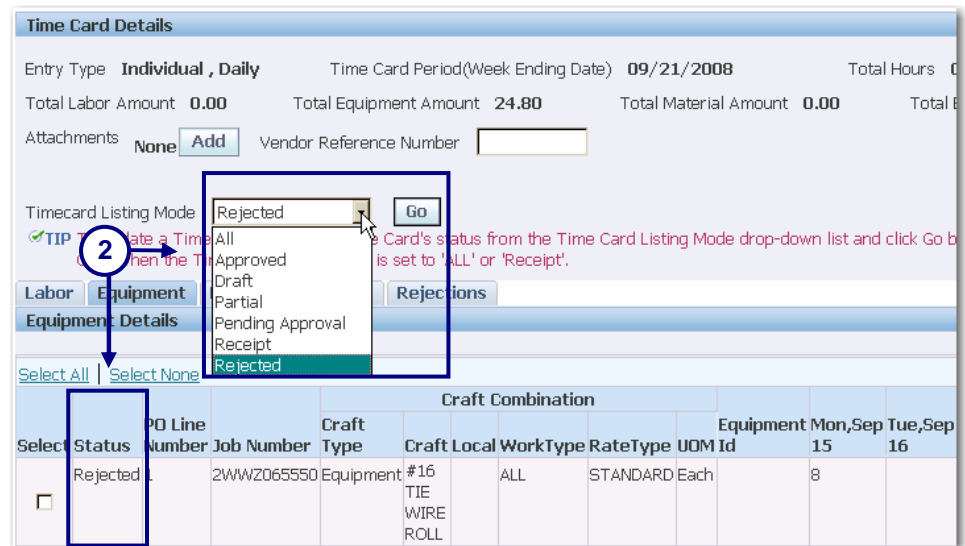 Time Card Details
Entry Type Individual , Daily Time Card Period(Week Ending Date) 09/21/2008 Total Hours
Total Labor Amount 0.00 Total Equipment Amount 24.80 Total Material Amount 0.00 Total
Attachments None Add Vendor Reference Number
Timecard Listing Mode Rejected Go
TIP a Time Card's status from the Time Card Listing Mode drop-down list and click Go
2
when the is set to 'ALL' or 'Receipt'.
All
Approved
Draft
Partial
Pending Approval
Receipt
Rejected
Labor Equipment Rejections
Equipment Details
Select All | Select None
Craft Combination
Select Status PO Line Number Job Number Craft Type Craft Local WorkType RateType UOM Equipment Id Mon,Sep 15 Tue,Sep 16
Rejected 1 2WWZ065550 Equipment #16 TIE WIRE ROLL ALL STANDARD Each 8